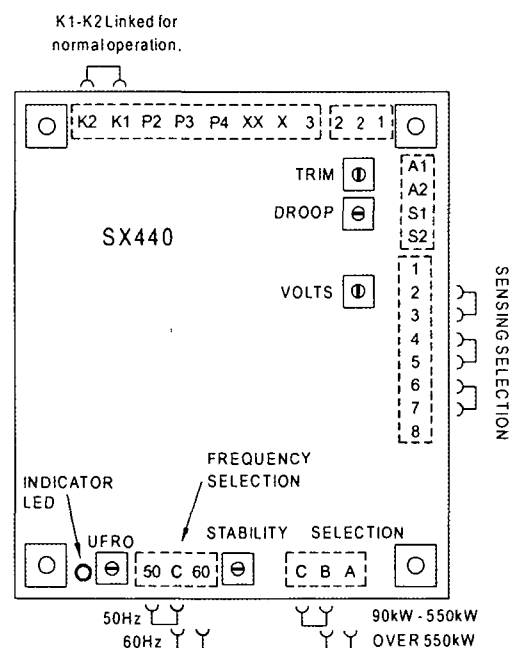 K1-K2 Linked for
normal operation.
K2 K1 P2 P3 P4 XX X 3 2 2 1
TRIM
DROOP
A1
A2
S1
S2
SX440
VOLTS
1
2
3
4
5
6
7
8
SENSING SELECTION
FREQUENCY
SELECTION
INDICATOR
LED
UFRO
STABILITY SELECTION
50 C 60
C B A
50Hz
90kW - 550kW
60Hz
OVER 550kW